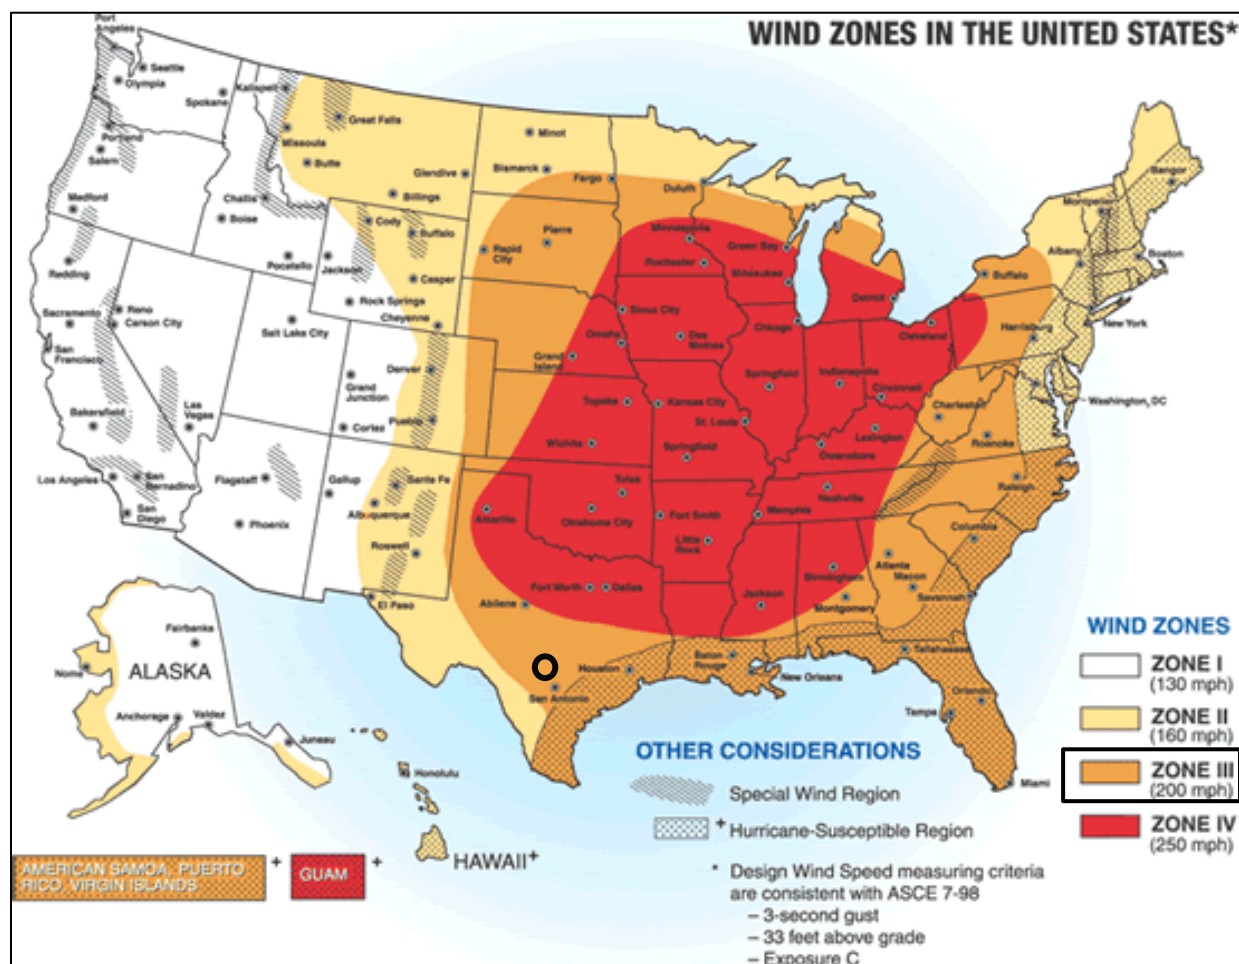 WIND ZONES IN THE UNITED STATES*
Port Angeles
Seattle
Olympia
Spokane
Kalispell
Great Falls
Missoula
Butte
Glendive
Billings
Minot
Bismarck
Fargo
Duluth
Portland
Salem
Medford
Challis
Boise
Pocatello
Cody
Buffalo
Jackson
Casper
Rock Springs
Cheyenne
Rapid City
Pierre
Minneapolis
Rochester
Green Bay
Milwaukee
Detroit
Buffalo
Bangor
Montpelier
Albany
Boston
New York
Harrisburg
Washington, DC
Redding
Sacramento
Reno
Carson City
San Francisco
Salt Lake City
Grand Junction
Denver
Pueblo
Cortez
Sioux City
Omaha
Des Moines
Grand Island
Chicago
Cleveland
Springfield
Indianapolis
Cincinnati
Charleston
Roanoke
Bakersfield
Las Vegas
Los Angeles
San Bernadino
San Diego
Flagstaff
Phoenix
Gallup
Sante Fe
Albuquerque
Roswell
El Paso
Topeka
Kansas City
St. Louis
Lexington
Owensboro
Wichita
Springfield
Tulsa
Nashville
Raleigh
Amarillo
Oklahoma City
Fort Smith
Memphis
Little Rock
Columbia
Atlanta
Macon
Birmingham
Savannah
Fort Worth
Dallas
Abilene
Jackson
Montgomery
Tallahassee
Houston
Baton Rouge
New Orleans
San Antonio
Orlando
Tampa
Miami
Fairbanks
Nome
ALASKA
Anchorage
Valdez
Juneau
Honolulu
HAWAII+
WIND ZONES
ZONE I
(130 mph)
ZONE II
(160 mph)
ZONE III
(200 mph)
ZONE IV
(250 mph)
OTHER CONSIDERATIONS
Special Wind Region
+ Hurricane-Susceptible Region
* Design Wind Speed measuring criteria
are consistent with ASCE 7-98
– 3-second gust
– 33 feet above grade
– Exposure C
AMERICAN SAMOA, PUERTO
RICO, VIRGIN ISLANDS +
GUAM +